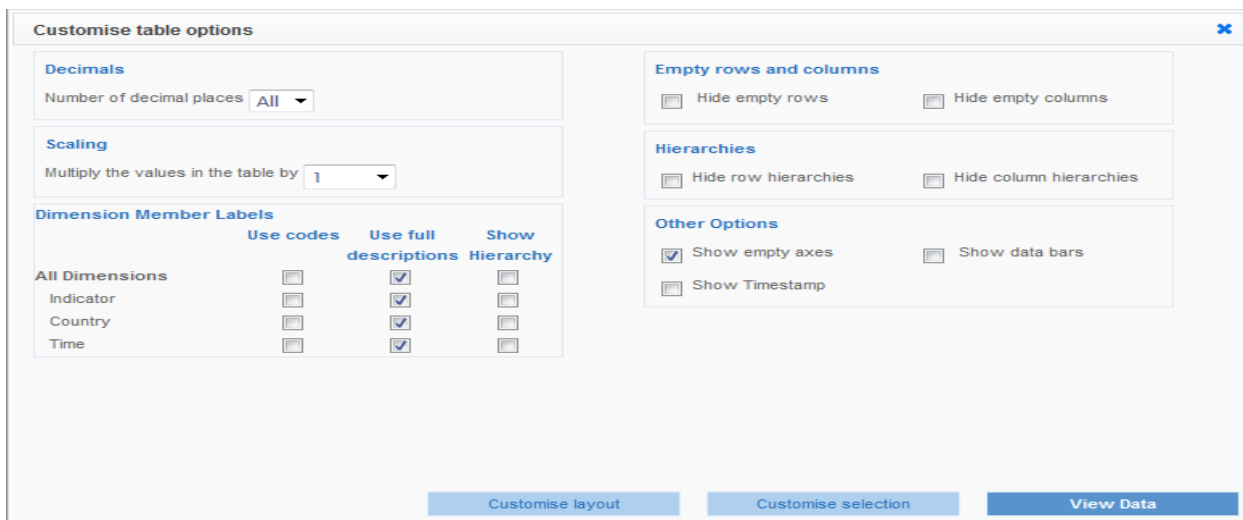 Customise table options
Decimals
Number of decimal places All
Scaling
Multiply the values in the table by 1
Dimension Member Labels
Use codes Use full descriptions Show Hierarchy
All Dimensions
Indicator
Country
Time
Empty rows and columns
Hide empty rows Hide empty columns
Hierarchies
Hide row hierarchies Hide column hierarchies
Other Options
Show empty axes Show data bars
Show Timestamp
Customise layout Customise selection View Data